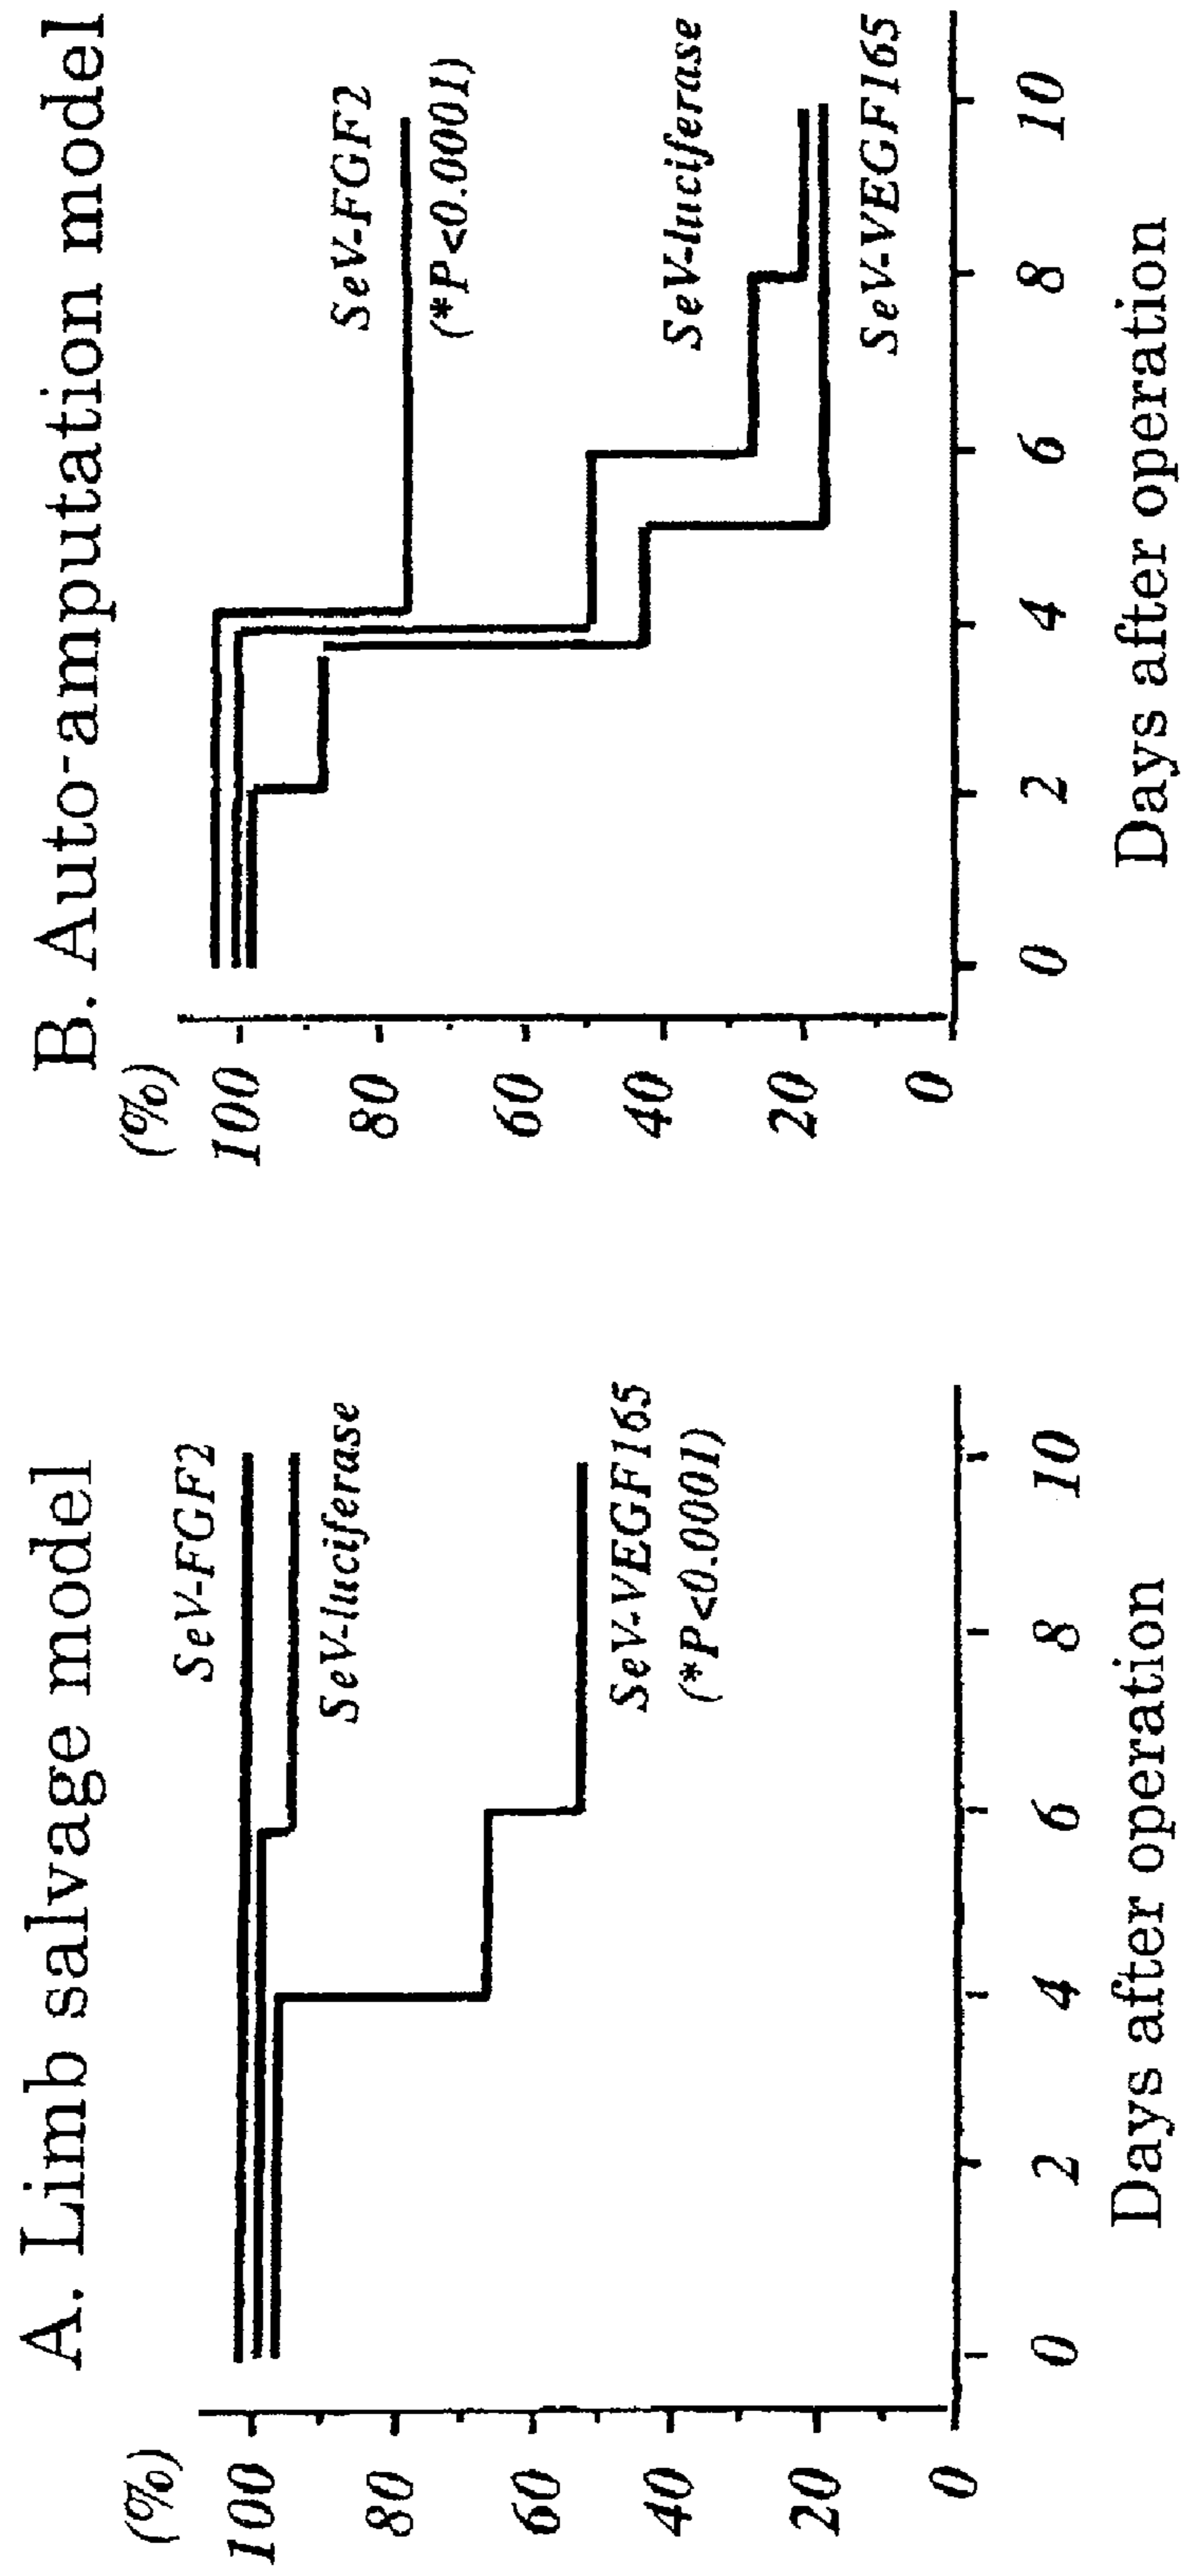 A. Limb salvage model
(%)
100
80
60
40
20
0
SeV-FGF2
SeV-luciferase
SeV-VEGF165
(*P<0.0001)
0 2 4 6 8 10
Days after operation
B. Auto-amputation model
(%)
100
80
60
40
20
0
SeV-FGF2
(*P<0.0001)
SeV-luciferase
SeV-VEGF165
0 2 4 6 8 10
Days after operation